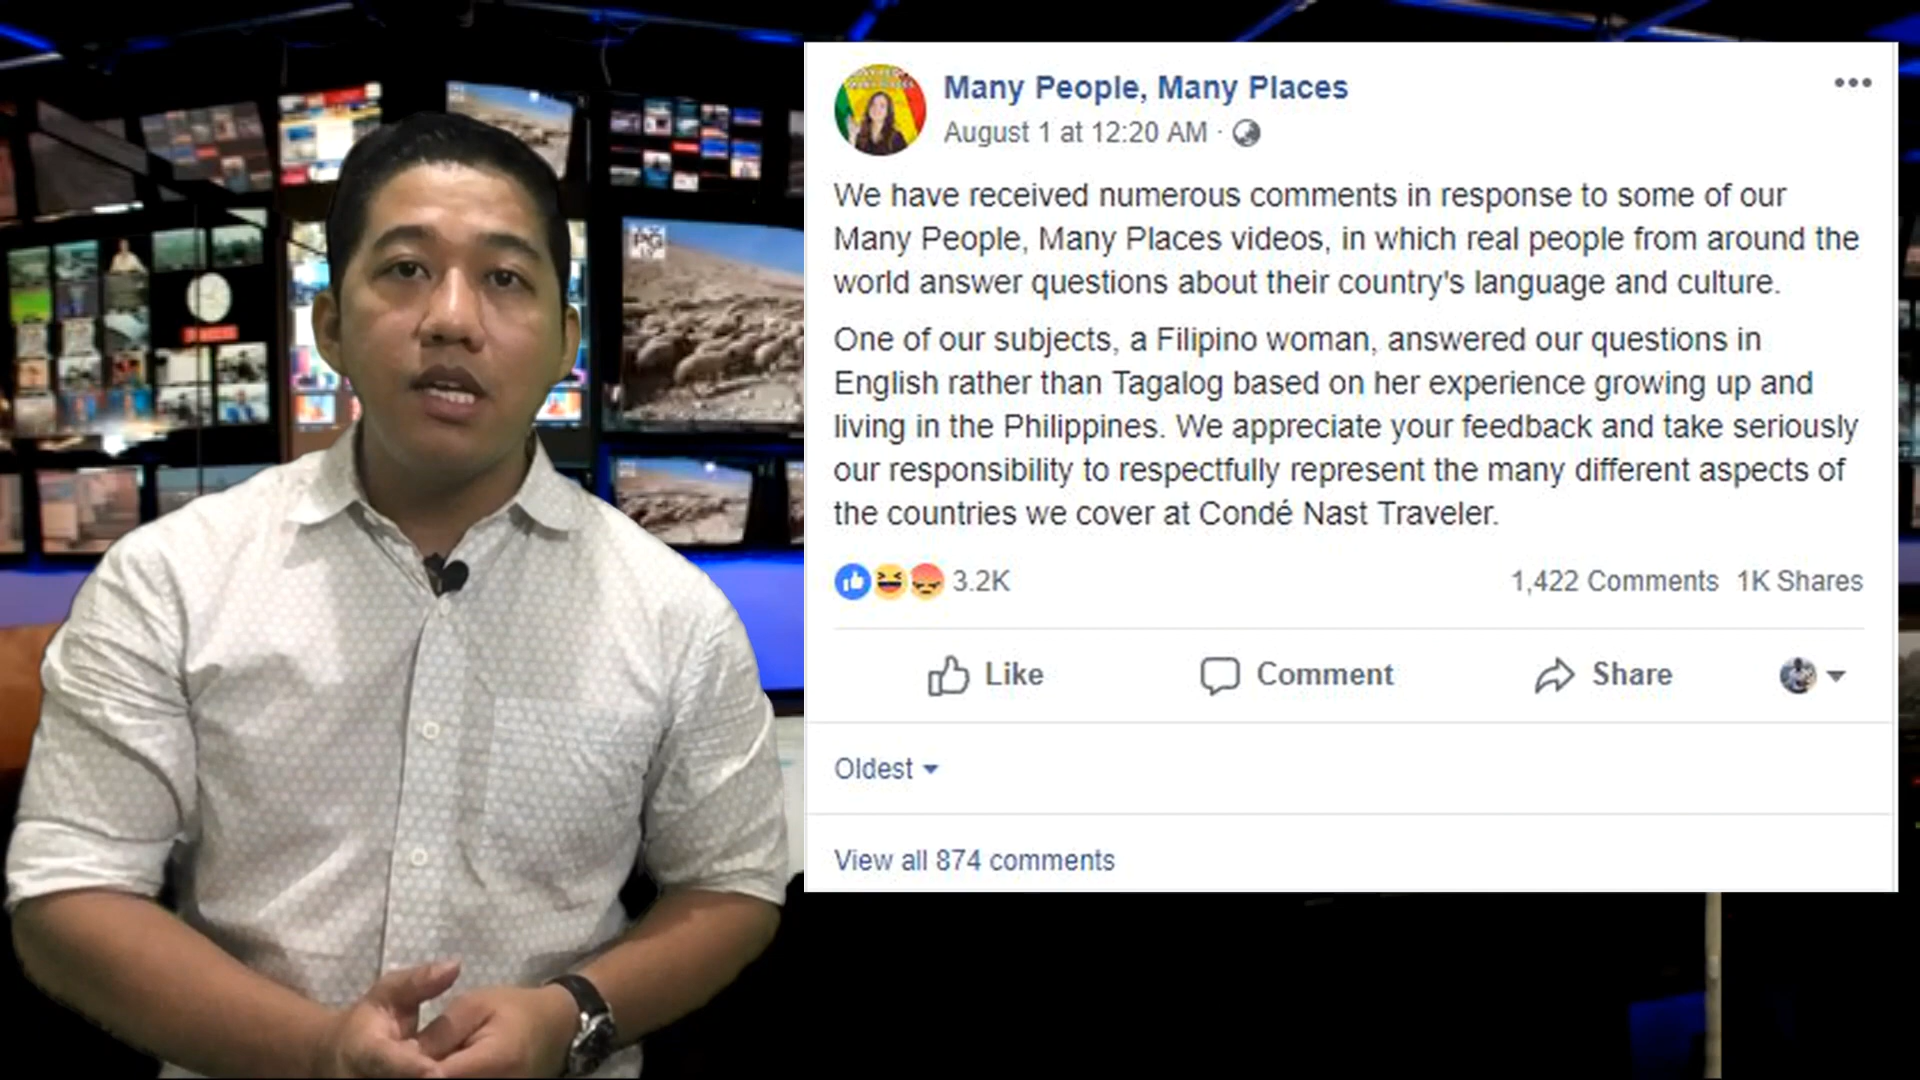 Many People, Many Places
August 1 at 12:20 AM ·
We have received numerous comments in response to some of our
Many People, Many Places videos, in which real people from around the
world answer questions about their country's language and culture.
One of our subjects, a Filipino woman, answered our questions in
English rather than Tagalog based on her experience growing up and
living in the Philippines. We appreciate your feedback and take seriously
our responsibility to respectfully represent the many different aspects of
the countries we cover at Condé Nast Traveler.
3.2K
1,422 Comments 1K Shares
Like
Comment
Share
Oldest
View all 874 comments
PG